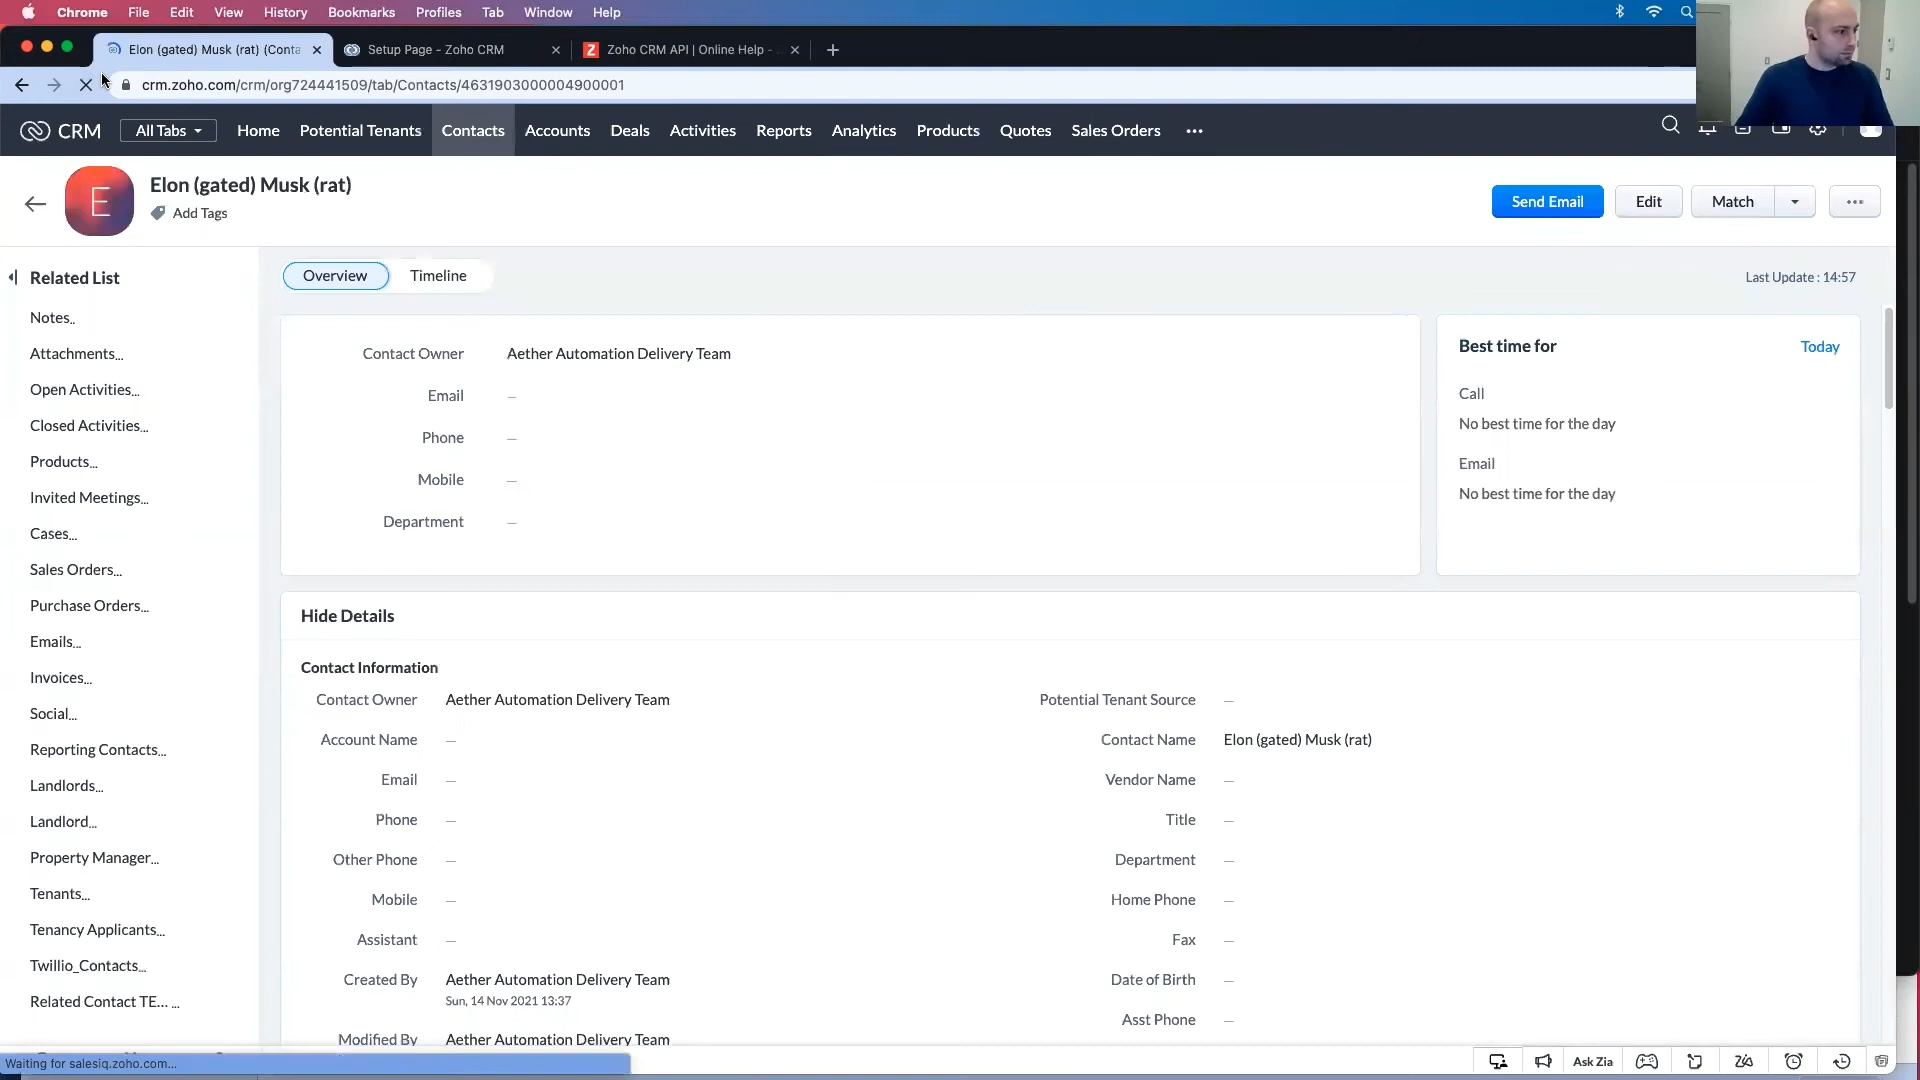 Chrome File Edit View History Bookmarks Profiles Tab Window Help
Elon (gated) Musk (rat) (Conta
Setup Page - Zoho CRM
Zoho CRM API | Online Help -
crm.zoho.com/crm/org724441509/tab/Contacts/4631903000004900001
CRM All Tabs Home Potential Tenants Contacts Accounts Deals Activities Reports Analytics Products Quotes Sales Orders
E
Elon (gated) Musk (rat)
Add Tags
Send Email Edit Match
Related List
Notes..
Attachments...
Open Activities...
Closed Activities...
Products...
Invited Meetings...
Cases...
Sales Orders...
Purchase Orders...
Emails...
Invoices...
Social...
Reporting Contacts...
Landlords...
Landlord...
Property Manager...
Tenants...
Tenancy Applicants...
Twillio_Contacts...
Related Contact TE... ...
Overview Timeline
Last Update : 14:57
Contact Owner Aether Automation Delivery Team
Email —
Phone —
Mobile —
Department —
Best time for Today
Call
No best time for the day
Email
No best time for the day
Hide Details
Contact Information
Contact Owner Aether Automation Delivery Team
Account Name —
Email —
Phone —
Other Phone —
Mobile —
Assistant —
Created By Aether Automation Delivery Team
Sun, 14 Nov 2021 13:37
Modified By Aether Automation Delivery Team
Potential Tenant Source —
Contact Name Elon (gated) Musk (rat)
Vendor Name —
Title —
Department —
Home Phone —
Fax —
Date of Birth —
Asst Phone —
Waiting for salesiq.zoho.com...
Ask Zia